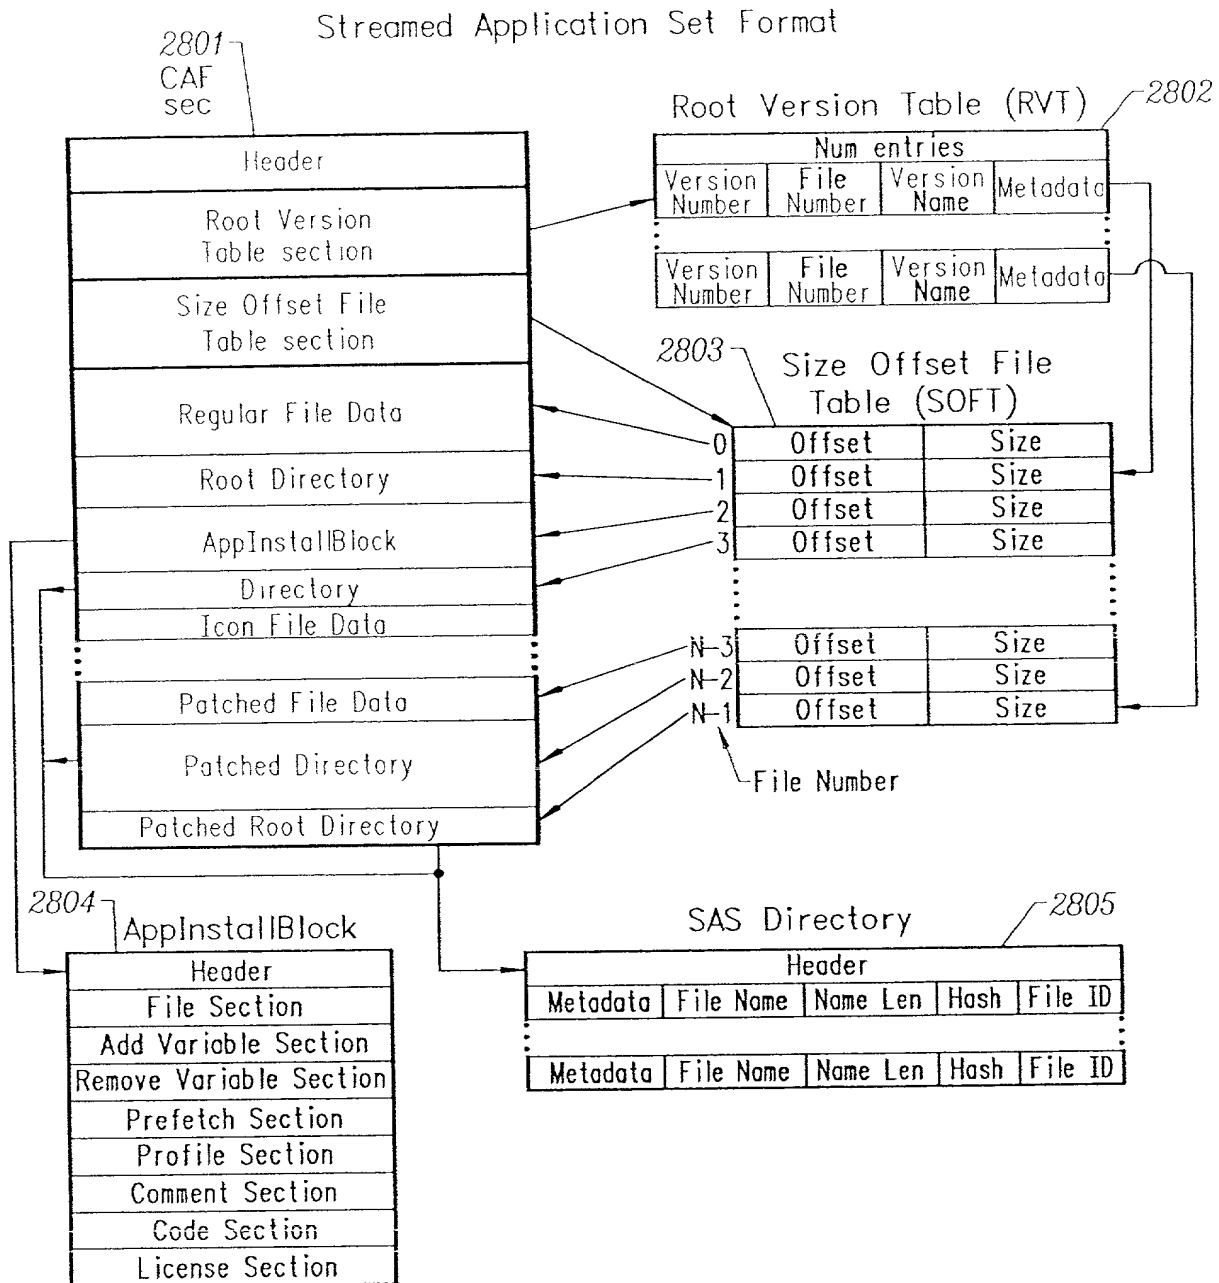 Streamed Application Set Format
2801
CAF
sec
Header
Root Version
Table section
Size Offset File
Table section
Regular File Data
Root Directory
AppInstallBlock
Directory
Icon File Data
Patched File Data
Patched Directory
Patched Root Directory
Root Version Table (RVT)
2802
Num entries
Version Number File Number Version Name Metadata
Version Number File Number Version Name Metadata
2803
Size Offset File
Table (SOFT)
0 Offset Size
1 Offset Size
2 Offset Size
3 Offset Size
N-3 Offset Size
N-2 Offset Size
N-1 Offset Size
File Number
2804
AppInstallBlock
Header
File Section
Add Variable Section
Remove Variable Section
Prefetch Section
Profile Section
Comment Section
Code Section
License Section
SAS Directory
2805
Header
Metadata File Name Name Len Hash File ID
Metadata File Name Name Len Hash File ID